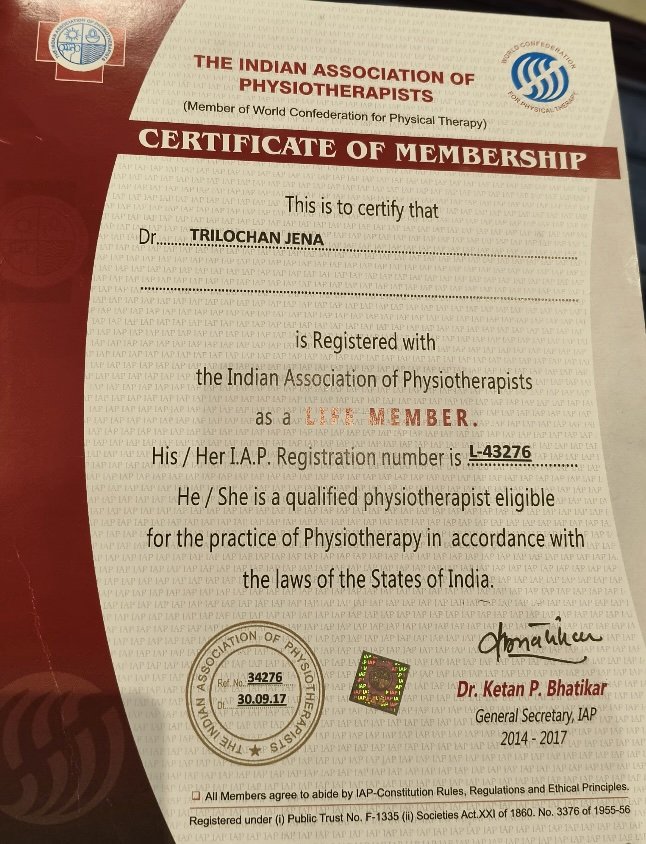 THE INDIAN ASSOCIATION OF PHYSIOTHERAPISTS
WORLD CONFEDERATION
FOR PHYSICAL THERAPY
THE INDIAN ASSOCIATION OF
PHYSIOTHERAPISTS
(Member of World Confederation for Physical Therapy)
CERTIFICATE OF MEMBERSHIP
This is to certify that
Dr. TRILOCHAN JENA
is Registered with
the Indian Association of Physiotherapists
as a LIFE MEMBER.
His / Her I.A.P. Registration number is L-43276
He / She is a qualified physiotherapist eligible
for the practice of Physiotherapy in accordance with
the laws of the States of India.
THE INDIAN ASSOCIATION OF PHYSIOTHERAPISTS
Ref. No. 34276
Dt. 30.09.17
Dr. Ketan P. Bhatikar
General Secretary, IAP
2014 - 2017
All Members agree to abide by IAP-Constitution Rules, Regulations and Ethical Principles.
Registered under (i) Public Trust No. F-1335 (ii) Societies Act.XXI of 1860. No. 3376 of 1955-56